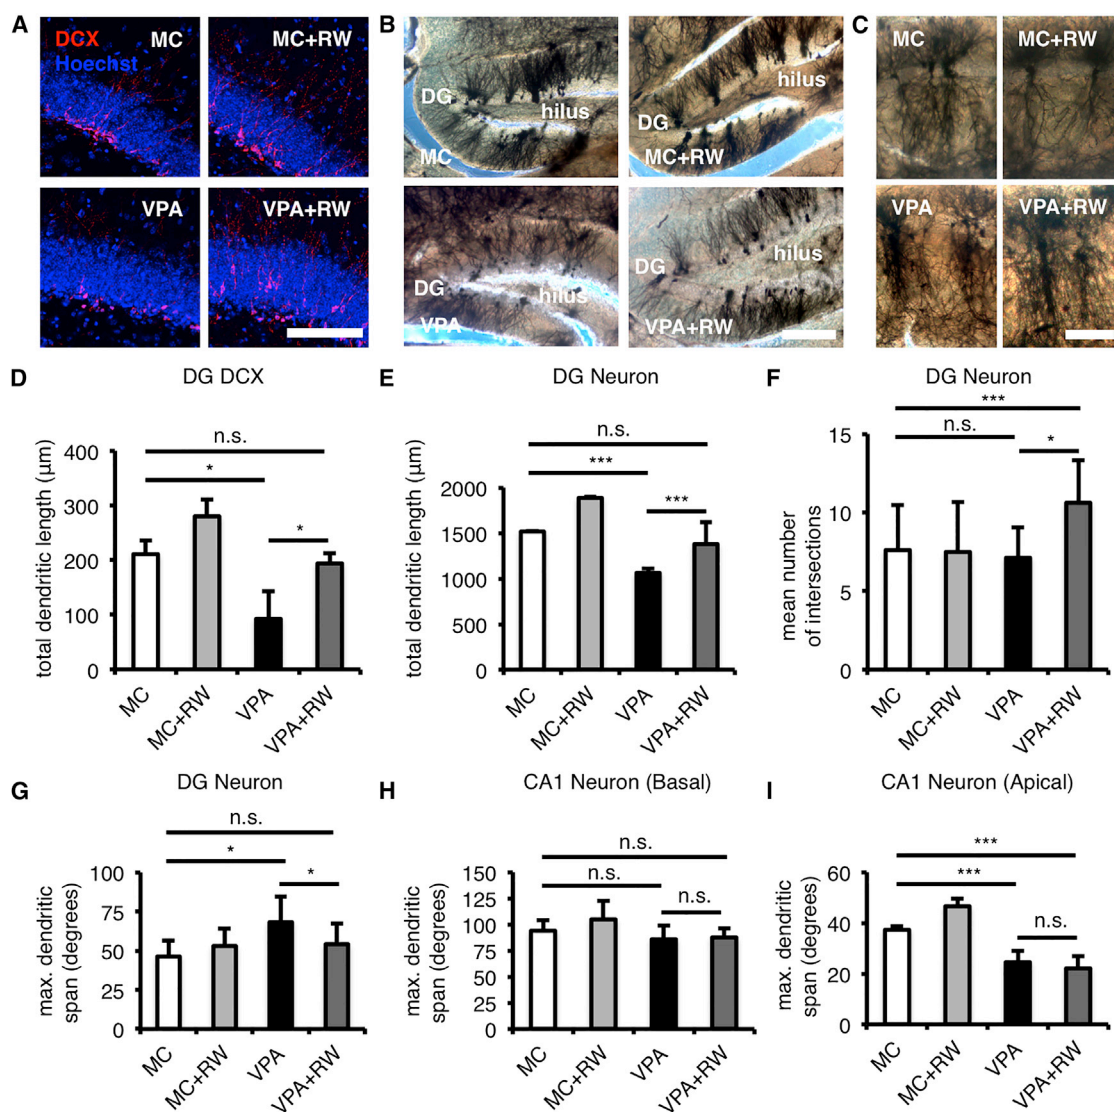 A
DCX
Hoechst
MC
MC+RW
VPA
VPA+RW
B
DG
hilus
MC
DG
hilus
MC+RW
DG
hilus
VPA
DG
hilus
VPA+RW
C
MC
MC+RW
VPA
VPA+RW
D
DG DCX
n.s.
*
*
total dendritic length (µm)
400
300
200
100
0
MC
MC+RW
VPA
VPA+RW
E
DG Neuron
n.s.
***
***
total dendritic length (µm)
2000
1500
1000
500
0
MC
MC+RW
VPA
VPA+RW
F
DG Neuron
***
n.s.
*
mean number
of intersections
15
10
5
0
MC
MC+RW
VPA
VPA+RW
G
DG Neuron
n.s.
*
*
max. dendritic
span (degrees)
100
75
50
25
0
MC
MC+RW
VPA
VPA+RW
H
CA1 Neuron (Basal)
n.s.
n.s.
n.s.
max. dendritic
span (degrees)
150
125
100
75
50
25
0
MC
MC+RW
VPA
VPA+RW
I
CA1 Neuron (Apical)
***
***
n.s.
max. dendritic
span (degrees)
60
40
20
0
MC
MC+RW
VPA
VPA+RW